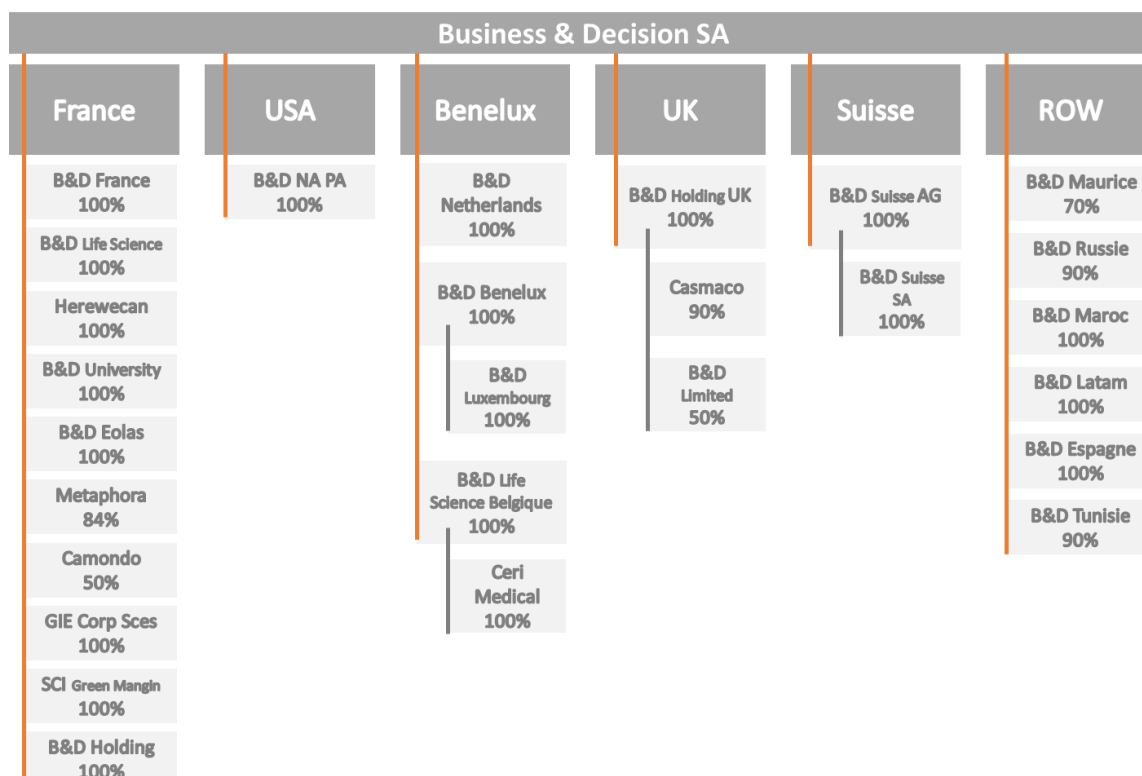 Business & Decision SA
France
B&D France
100%
B&D Life Science
100%
Herewecan
100%
B&D University
100%
B&D Eolas
100%
Metaphora
84%
Camondo
50%
GIE Corp Sces
100%
SCI Green Mangin
100%
B&D Holding
100%
USA
B&D NA PA
100%
Benelux
B&D
Netherlands
100%
B&D Benelux
100%
B&D
Luxembourg
100%
B&D Life
Science Belgique
100%
Ceri
Medical
100%
UK
B&D Holding UK
100%
Casmaco
90%
B&D
Limited
50%
Suisse
B&D Suisse AG
100%
B&D Suisse
SA
100%
ROW
B&D Maurice
70%
B&D Russie
90%
B&D Maroc
100%
B&D Latam
100%
B&D Espagne
100%
B&D Tunisie
90%